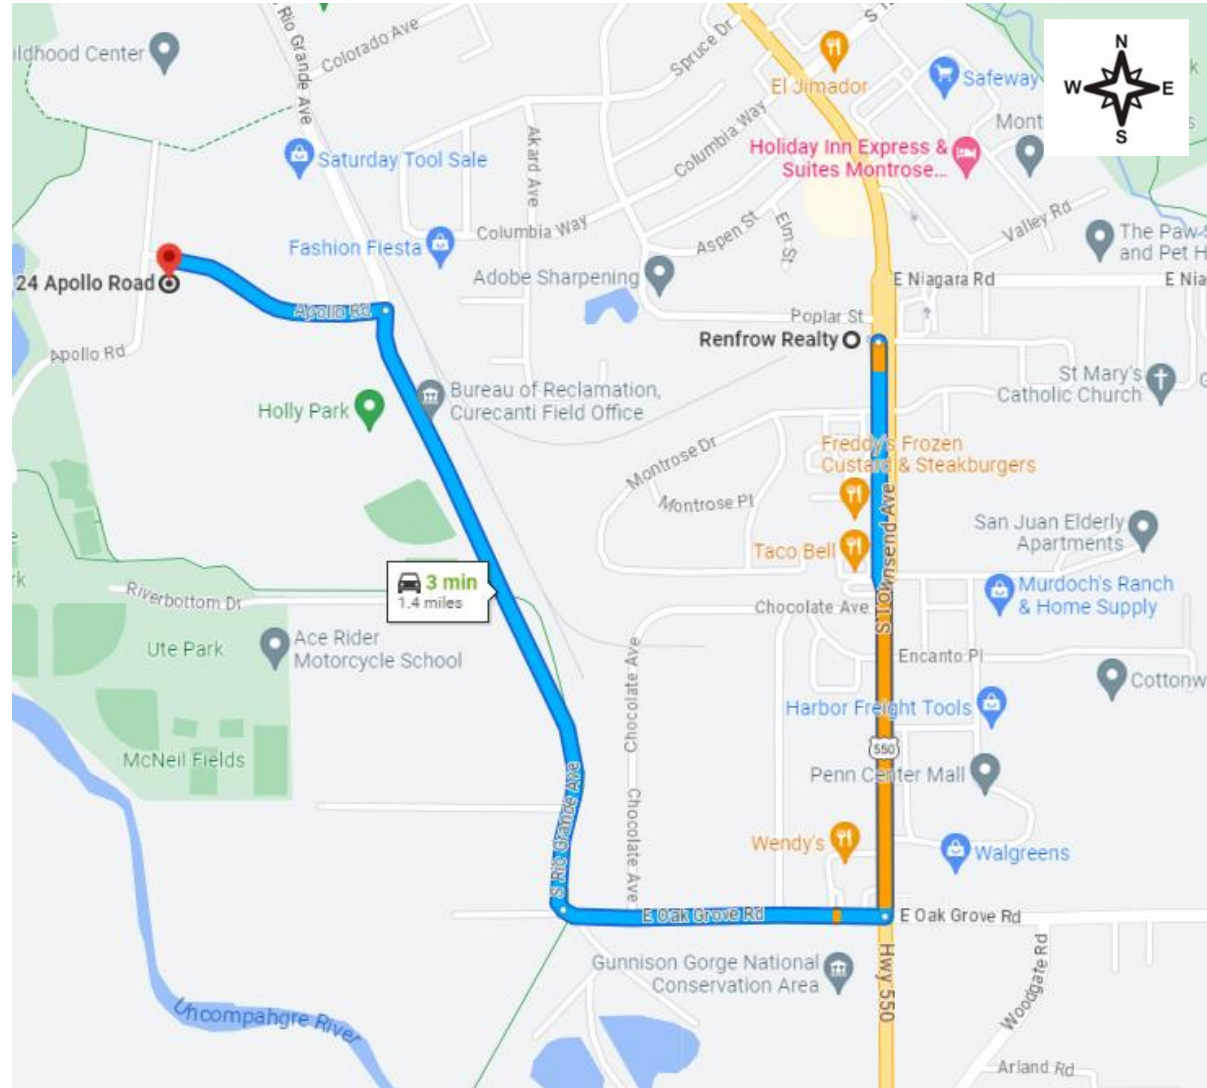 S
ildhood Center
Rio Grande Ave
Colorado Ave
Spruce Dr
El Jimador
Safeway
N
W
E
S
k
Mont
s
Saturday Tool Sale
Akard Ave
Columbia Way
Holiday Inn Express &
Suites Montrose...
Fashion Fiesta
Columbia Way
Aspen St
Elm St
Valley Rd
The Paw S
and Pet H
24 Apollo Road
Adobe Sharpening
E Niagara Rd
E Nia
Apollo Rd
Poplar St
Renfrow Realty
Apollo Rd
St Mary's
Catholic Church
Holly Park
Bureau of Reclamation,
Curecanti Field Office
Montrose Dr
Freddy's Frozen
Custard & Steakburgers
Montrose Pl
S Townsend Ave
San Juan Elderly
Apartments
Taco Bell
e
rk
3 min
1.4 miles
Riverbottom Dr
Chocolate Ave
Murdoch's Ranch
& Home Supply
Ute Park
Ace Rider
Motorcycle School
Chocolate Ave
Encanto Pl
Cottonw
Harbor Freight Tools
550
McNeil Fields
Penn Center Mall
S Rio Grande Ave
Chocolate Ave
Wendy's
Walgreens
E Oak Grove Rd
E Oak Grove Rd
Gunnison Gorge National
Conservation Area
Hwy 550
Woodgate Rd
Uncompahgre River
Arland Rd